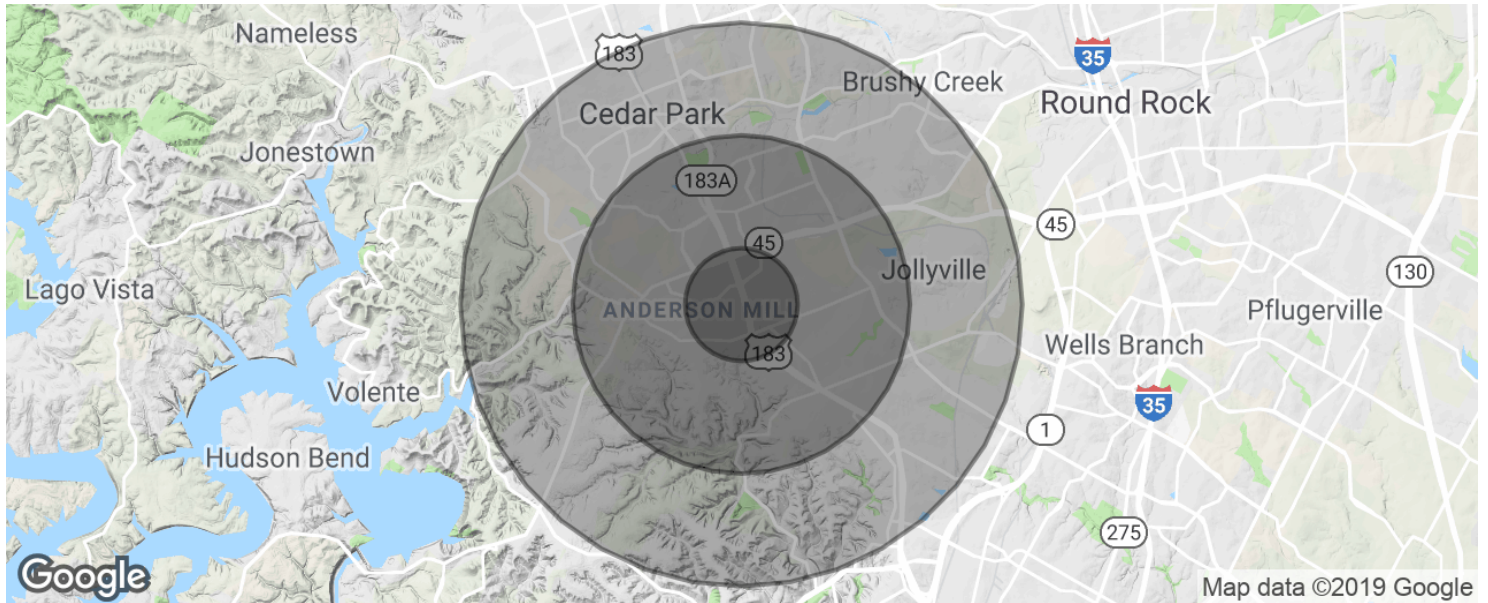 Nameless
183
35
Brushy Creek
Cedar Park
Round Rock
Jonestown
183A
45
45
Jollyville
130
Lago Vista
ANDERSON MILL
Pflugerville
183
Wells Branch
Volente
35
1
Hudson Bend
275
Google
Map data ©2019 Google